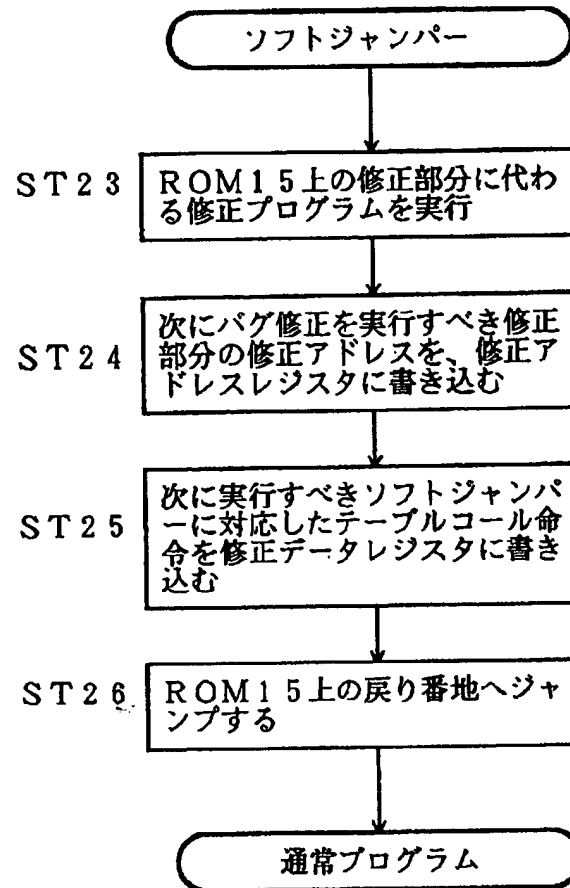 ソフトジャンパー
ST23
ROM15上の修正部分に代わ
る修正プログラムを実行
ST24
次にバグ修正を実行すべき修正
部分の修正アドレスを、修正ア
ドレスレジスタに書き込む
ST25
次に実行すべきソフトジャンパ
ーに対応したテーブルコール命
令を修正データレジスタに書き
込む
ST26
ROM15上の戻り番地へジャ
ンプする
通常プログラム